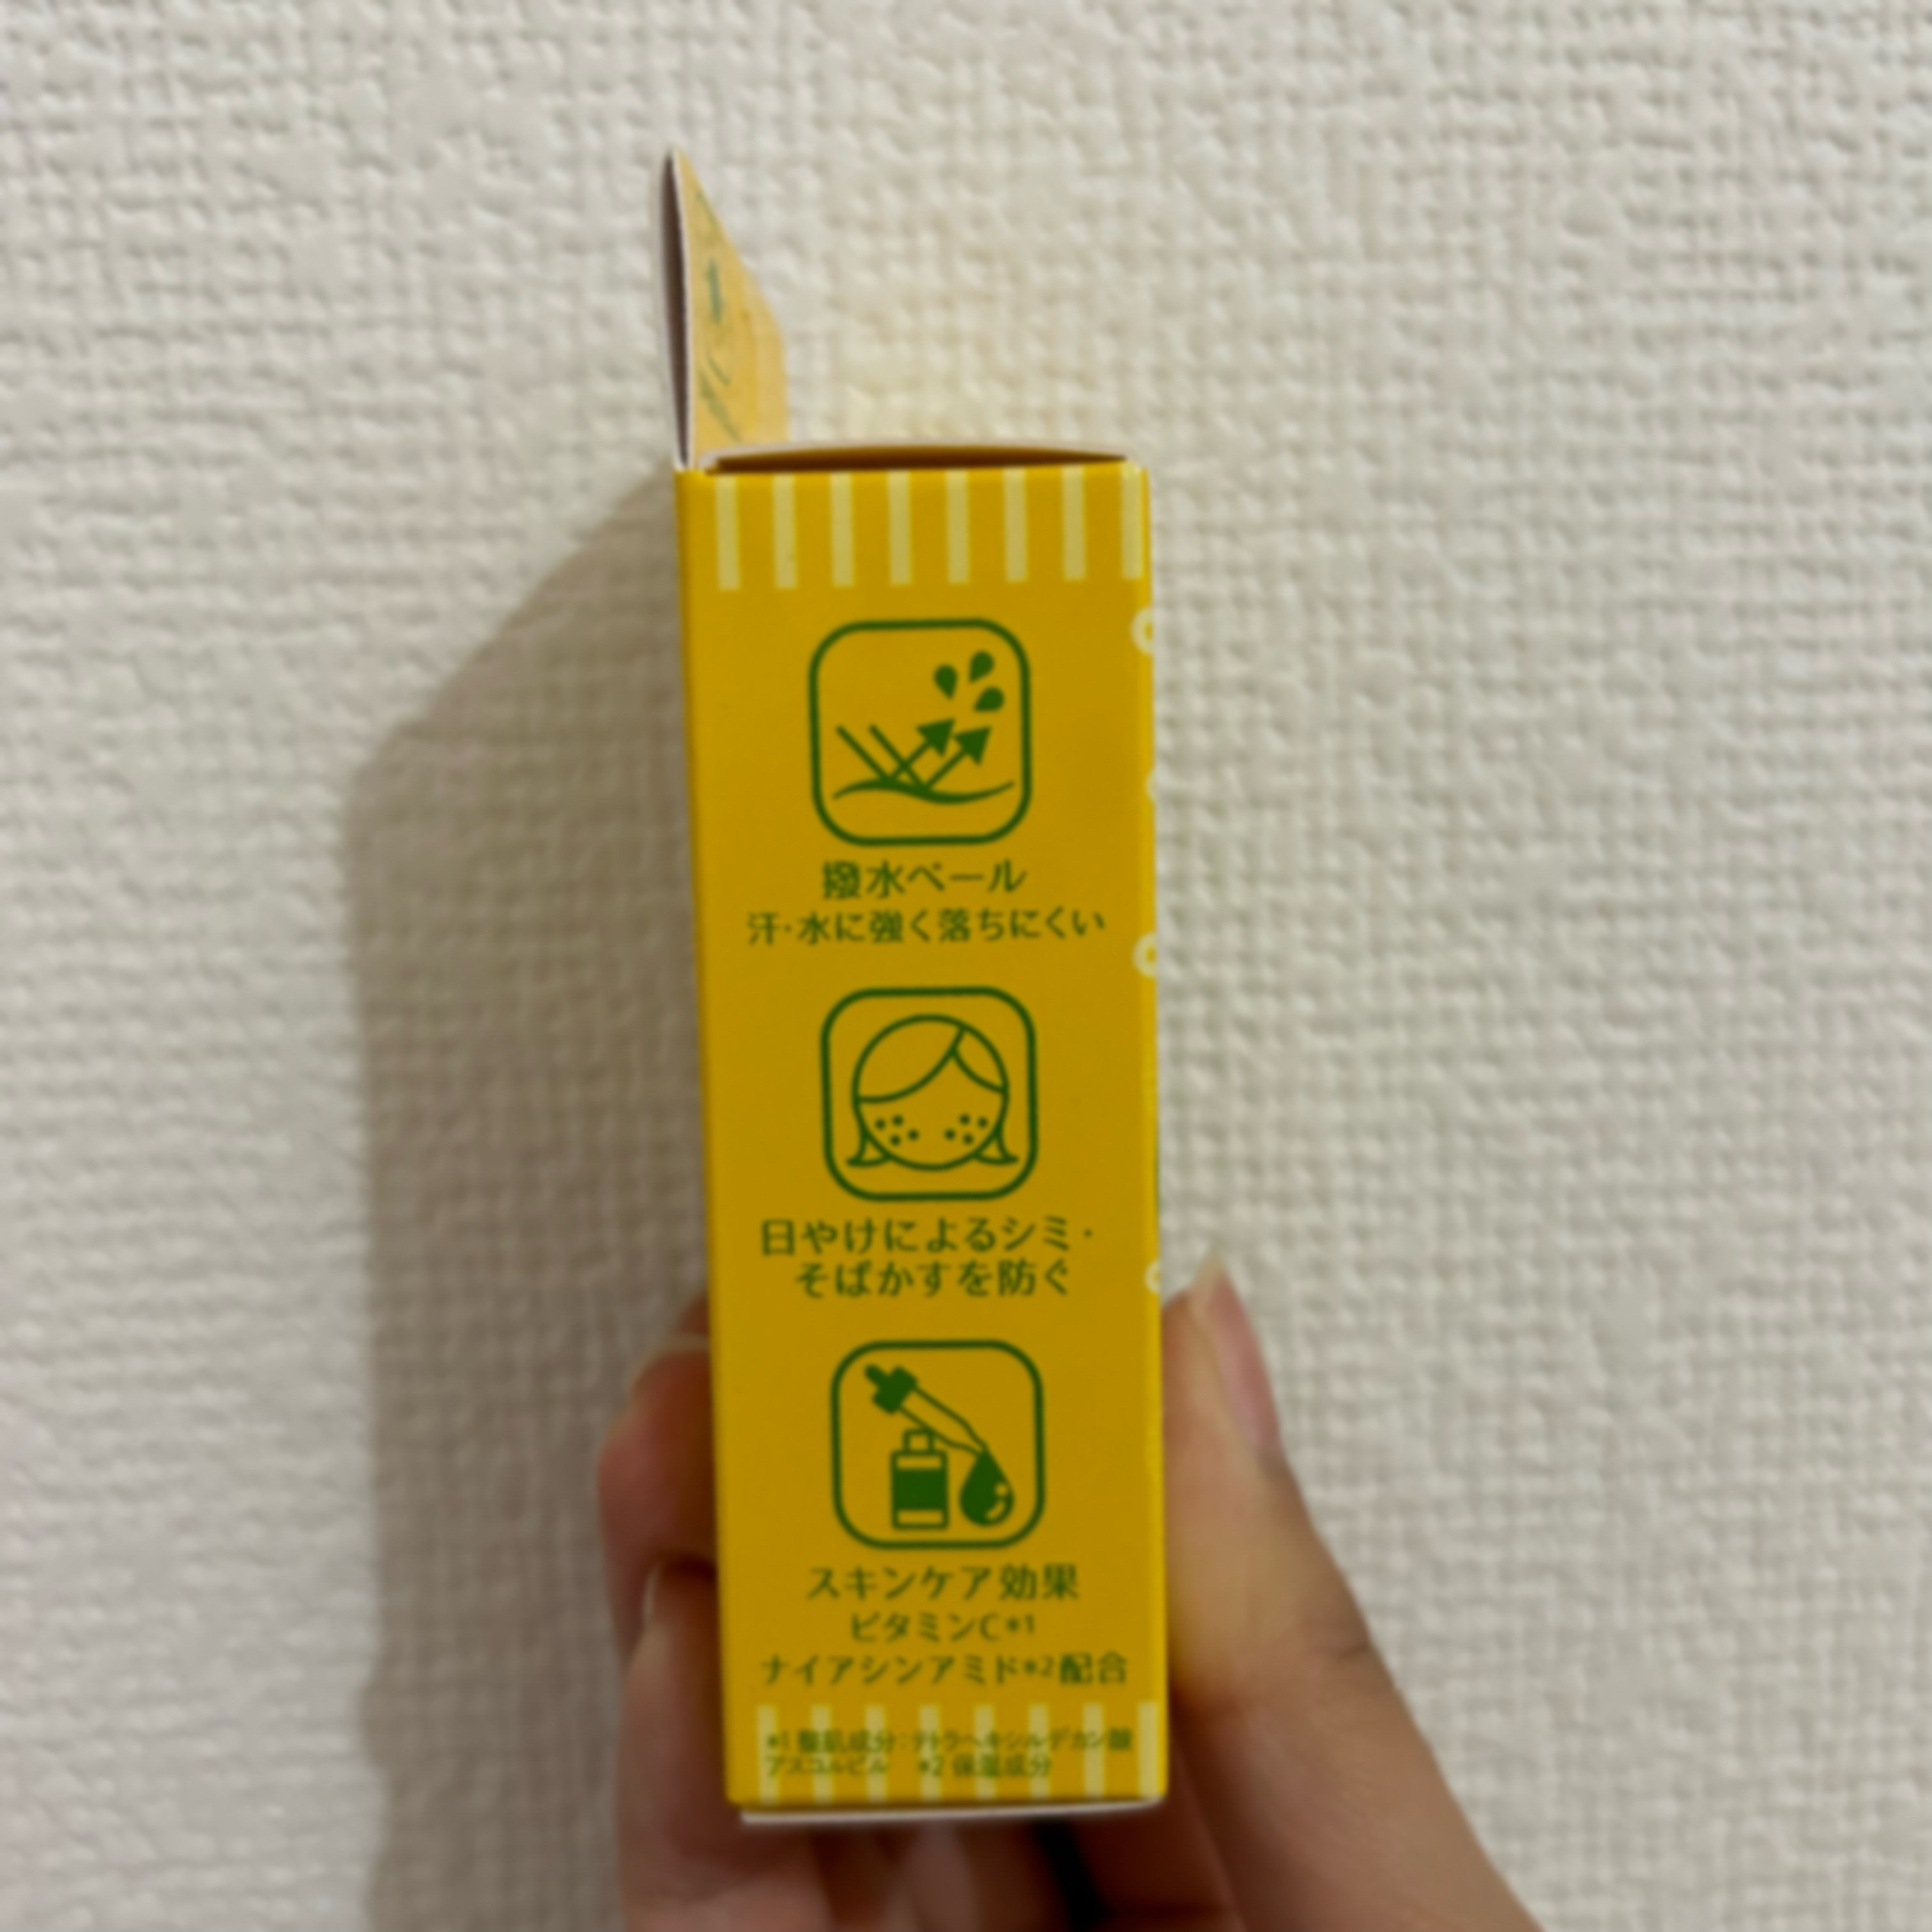 撥水ベール
汗・水に強く落ちにくい
日やけによるシミ・
そばかすを防ぐ
スキンケア効果
ビタミンC*1
ナイアシンアミド*2配合
*1 整肌成分：テトラヘキシルデカン酸
アスコルビル　*2 保湿成分